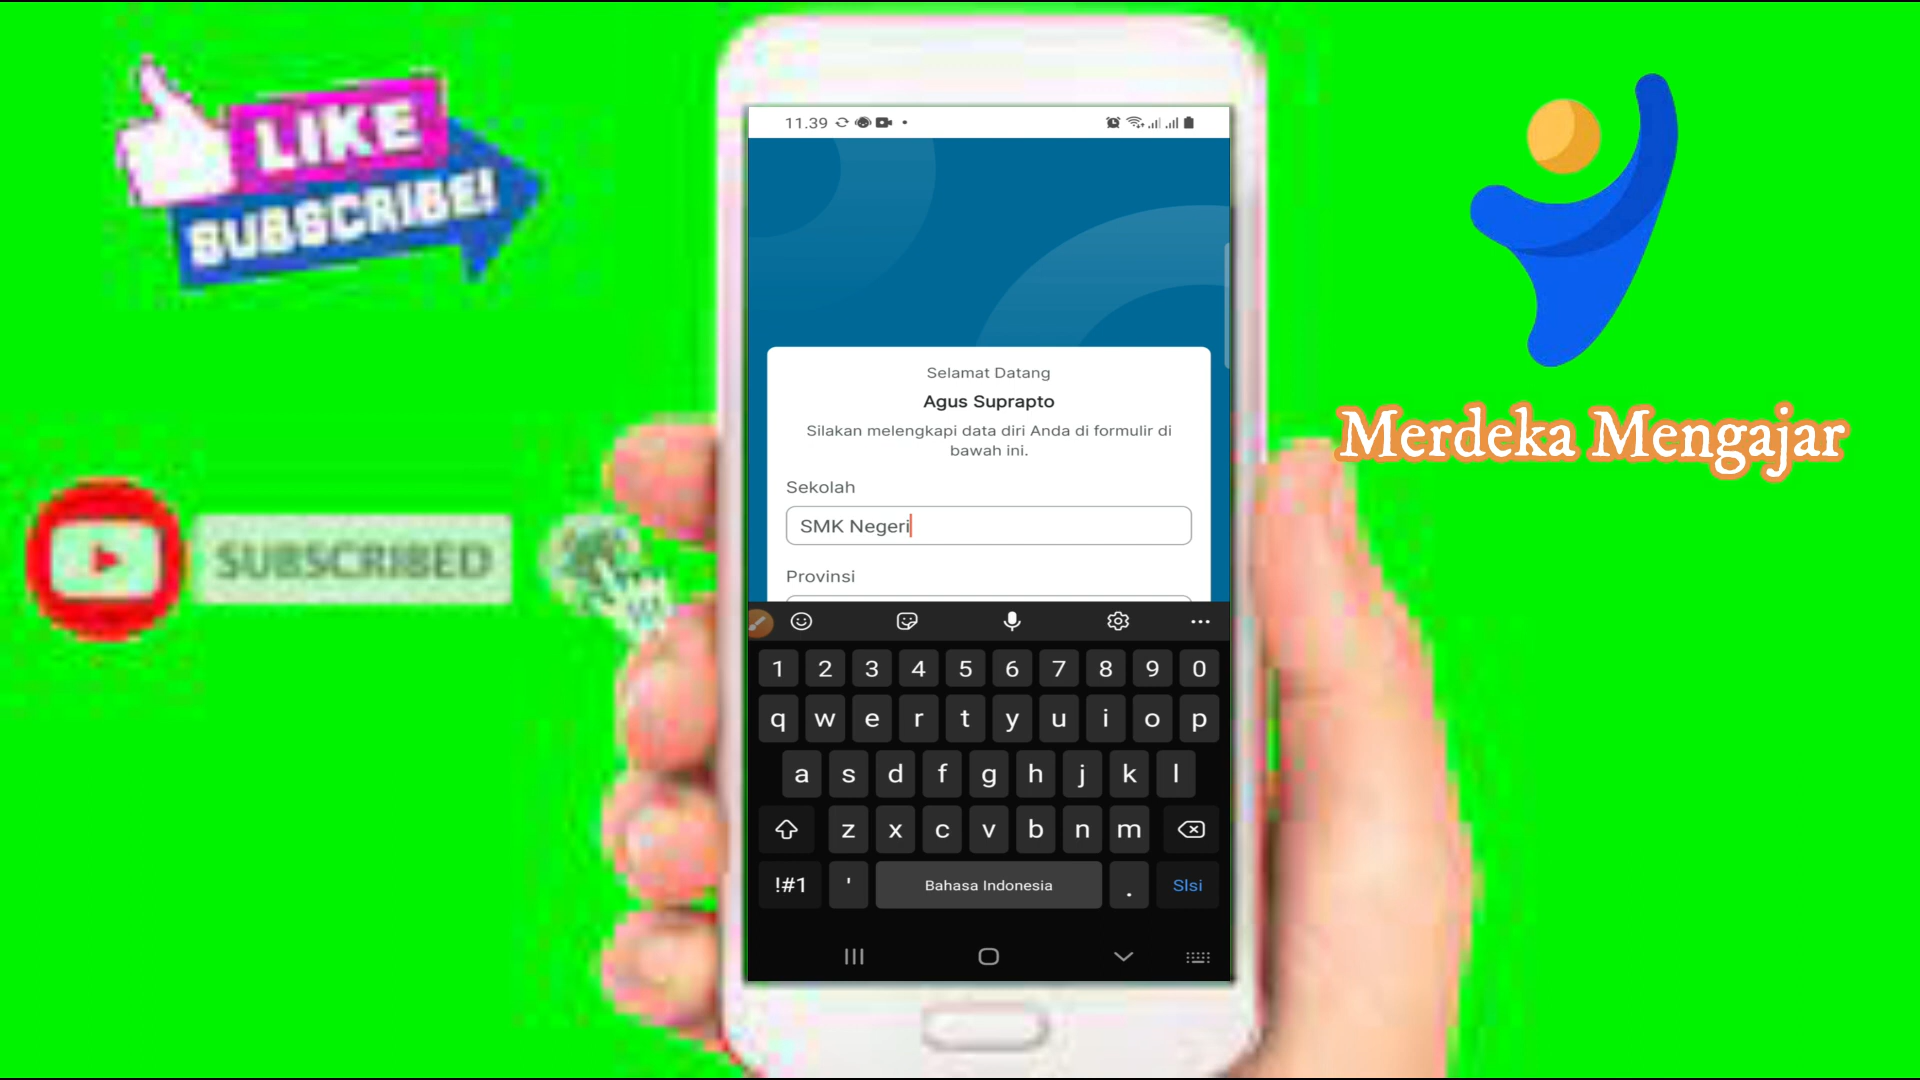 LIKE
SUBSCRIBE!
SUBSCRIBED
11.39
Selamat Datang
Agus Suprapto
Silakan melengkapi data diri Anda di formulir di
bawah ini.
Sekolah
SMK Negeri
Provinsi
1 2 3 4 5 6 7 8 9 0
q w e r t y u i o p
a s d f g h j k l
z x c v b n m
!#1 ' Bahasa Indonesia . Slsi
Merdeka Mengajar